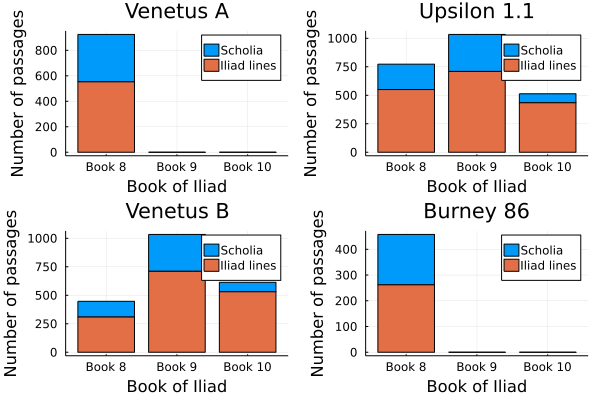 Venetus A
Number of passages
800
600
400
200
0
Scholia
Iliad lines
Book 8 Book 9 Book 10
Book of Iliad
Upsilon 1.1
Number of passages
1000
750
500
250
0
Scholia
Iliad lines
Book 8 Book 9 Book 10
Book of Iliad
Venetus B
Number of passages
1000
750
500
250
0
Scholia
Iliad lines
Book 8 Book 9 Book 10
Book of Iliad
Burney 86
Number of passages
400
300
200
100
0
Scholia
Iliad lines
Book 8 Book 9 Book 10
Book of Iliad